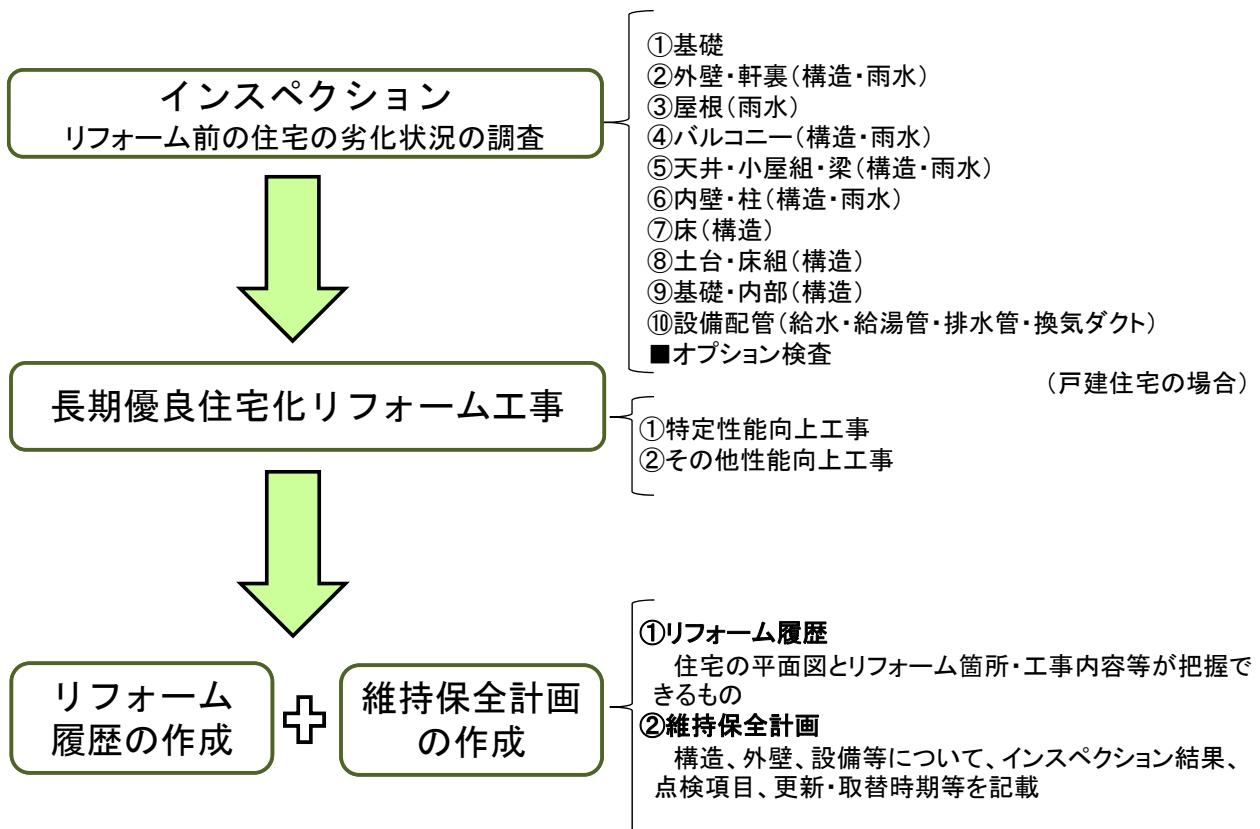 インスペクション
リフォーム前の住宅の劣化状況の調査
①基礎
②外壁・軒裏(構造・雨水)
③屋根(雨水)
④バルコニー(構造・雨水)
⑤天井・小屋組・梁(構造・雨水)
⑥内壁・柱(構造・雨水)
⑦床(構造)
⑧土台・床組(構造)
⑨基礎・内部(構造)
⑩設備配管(給水・給湯管・排水管・換気ダクト)
■オプション検査
(戸建住宅の場合)
長期優良住宅化リフォーム工事
①特定性能向上工事
②その他性能向上工事
リフォーム
履歴の作成
維持保全計画
の作成
①リフォーム履歴
住宅の平面図とリフォーム箇所・工事内容等が把握で
きるもの
②維持保全計画
構造、外壁、設備等について、インスペクション結果、
点検項目、更新・取替時期等を記載